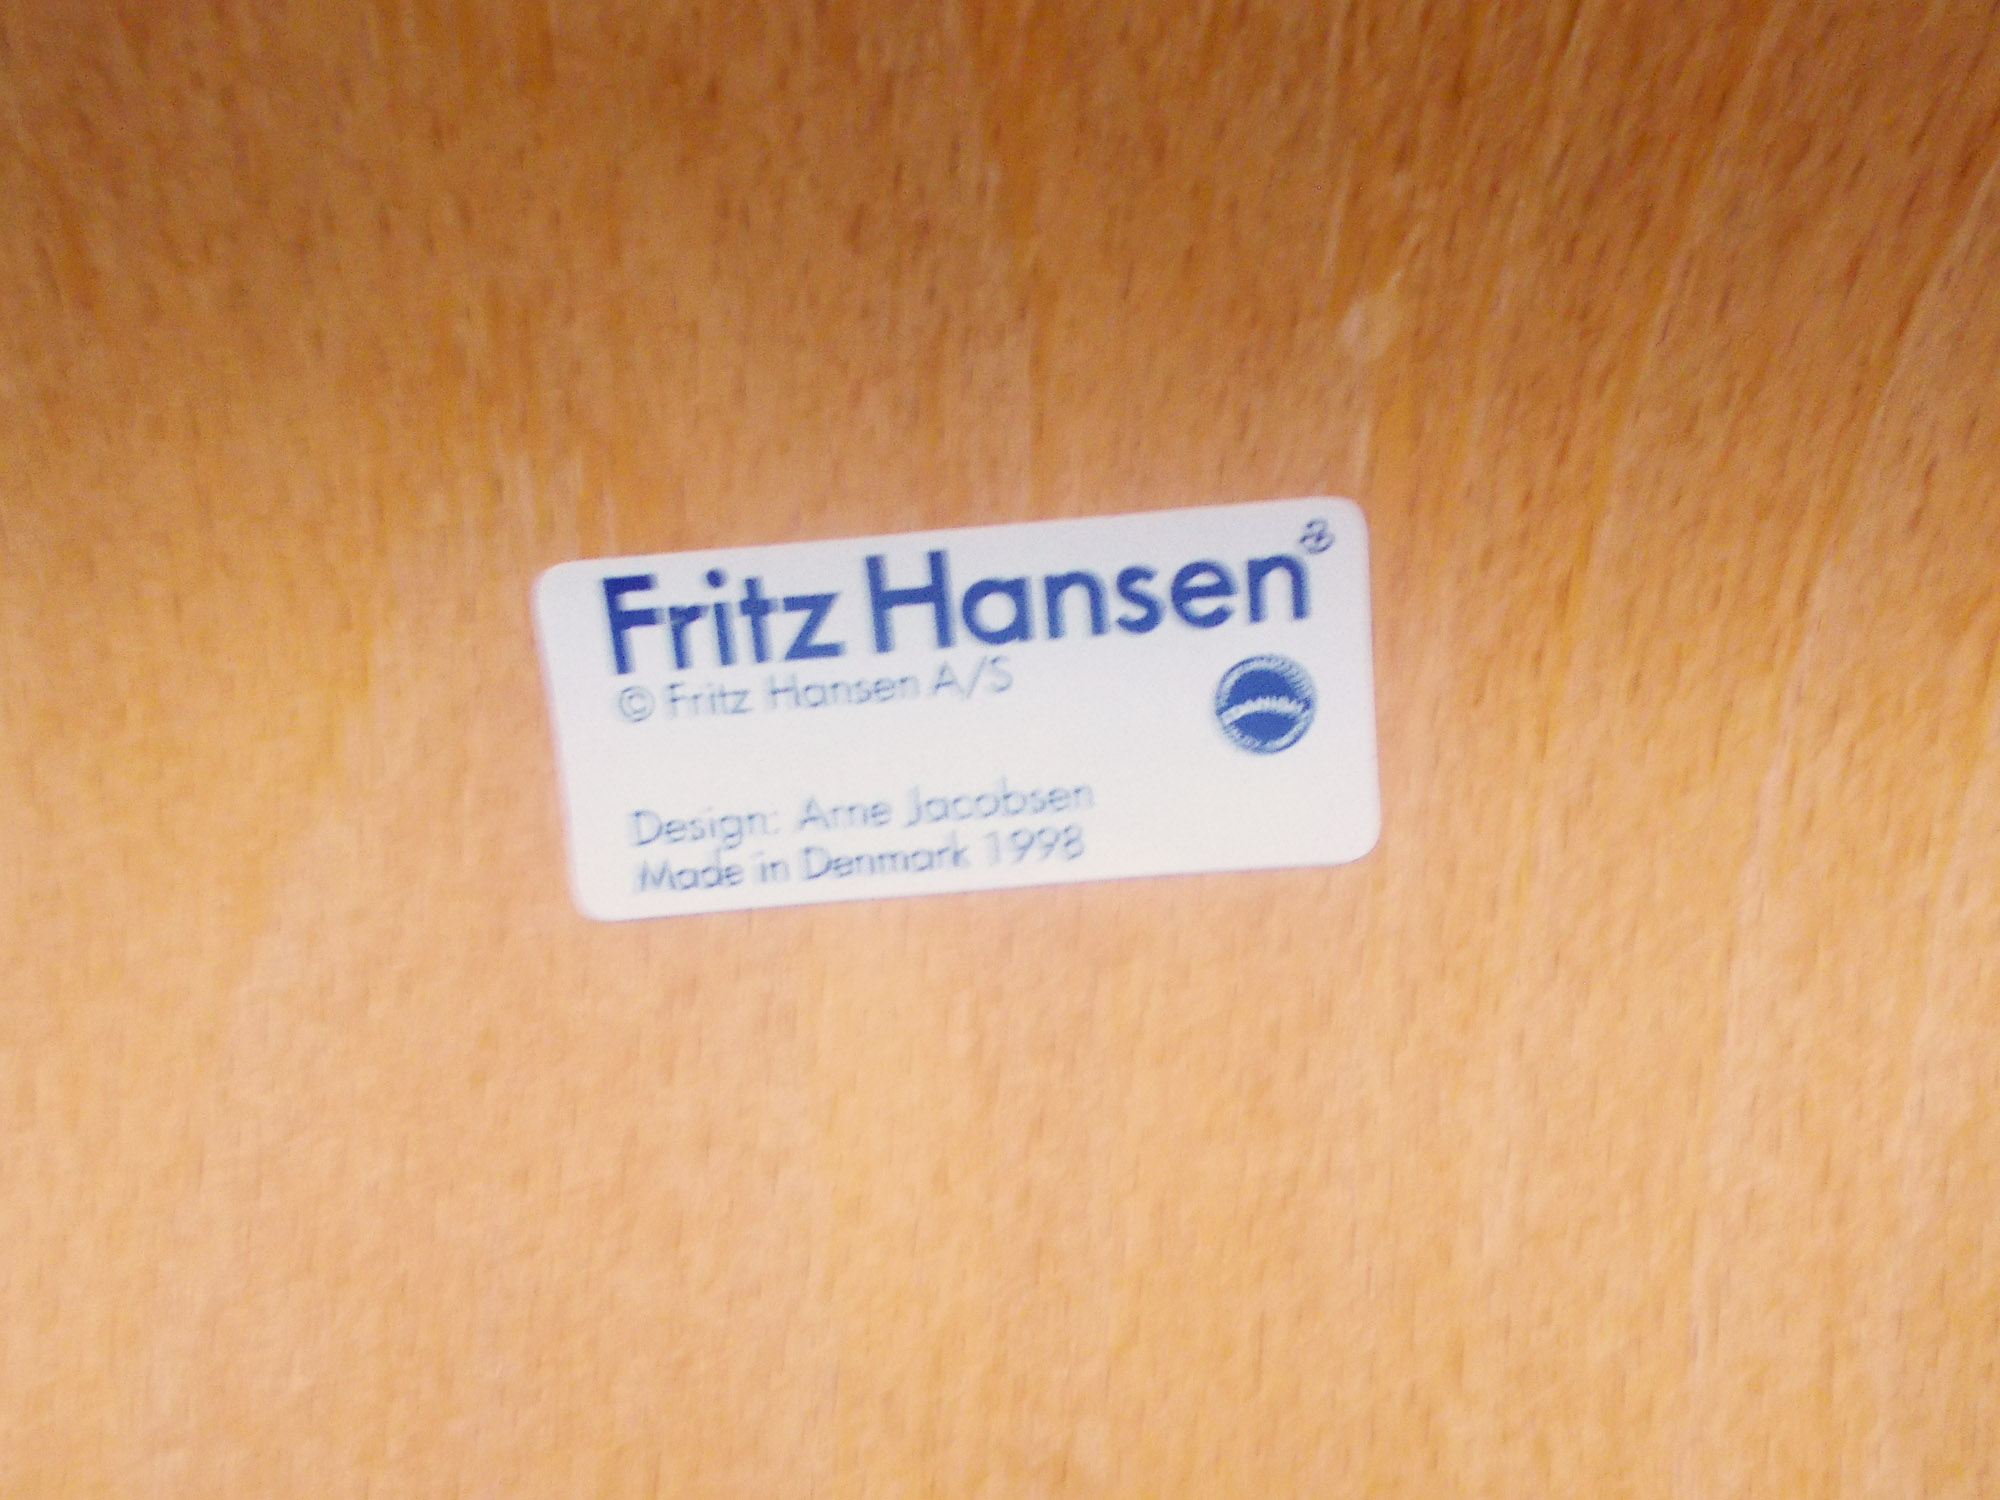 Fritz Hansen®
© Fritz Hansen A/S
Design: Arne Jacobsen
Made in Denmark 1998